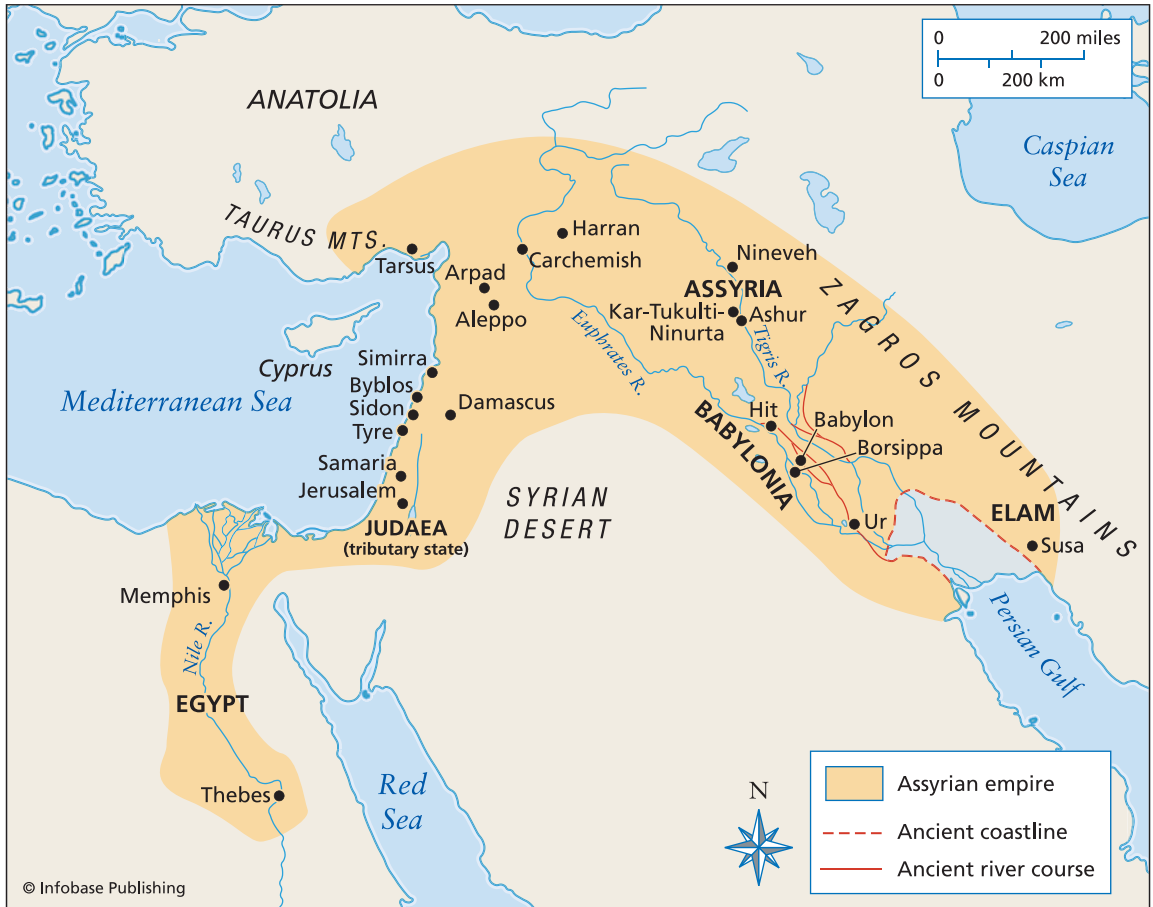 0 200 miles
0 200 km
ANATOLIA
Caspian
Sea
TAURUS MTS.
Tarsus
Harran
Carchemish
Arpad
Aleppo
Nineveh
ASSYRIA
Kar-Tukulti-
Ninurta
Ashur
ZAGROS MOUNTAINS
Euphrates R.
Tigris R.
Cyprus
Mediterranean Sea
Simirra
Byblos
Sidon
Tyre
Damascus
Samaria
Jerusalem
JUDAEA
(tributary state)
SYRIAN
DESERT
Hit
Babylon
Borsippa
BABYLONIA
Ur
ELAM
Susa
Persian Gulf
Memphis
Nile R.
EGYPT
Thebes
Red
Sea
N
Assyrian empire
Ancient coastline
Ancient river course
© Infobase Publishing